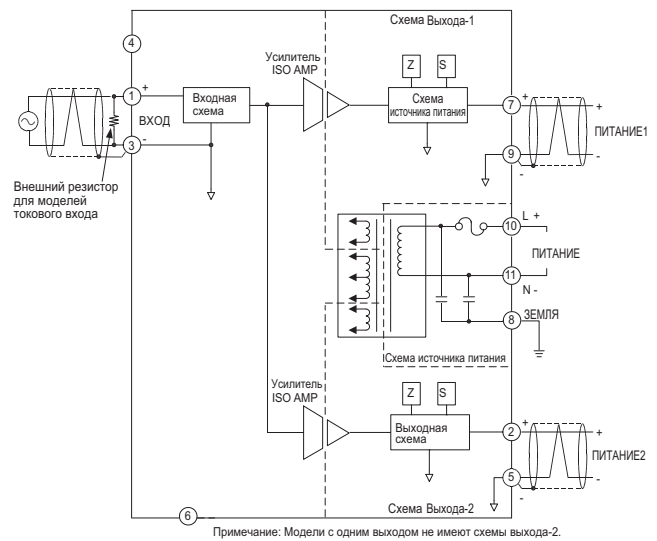 Схема Выхода-1
4
Усилитель
ISO AMP
Z
S
1
+
ВХОД
Входная
схема
Схема
источника питания
7
+
+
ПИТАНИЕ1
3
-
9
-
-
Внешний резистор
для моделей
токового входа
L +
10
ПИТАНИЕ
11
N -
8
ЗЕМЛЯ
Схема источника питания
Усилитель
ISO AMP
Z
S
Выходная
схема
2
+
+
ПИТАНИЕ2
5
-
-
6
Схема Выхода-2
Примечание: Модели с одним выходом не имеют схемы выхода-2.